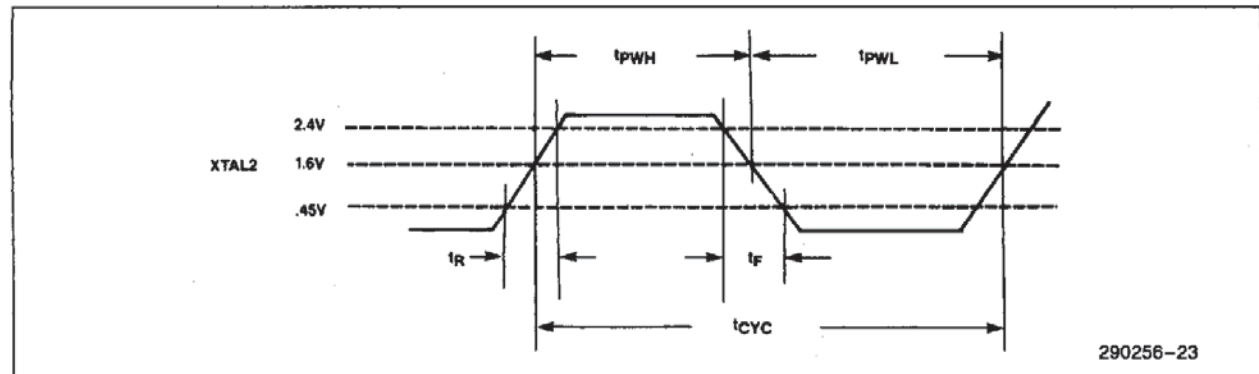 tPWH
tPWL
2.4V
XTAL2 1.6V
.45V
tR
tF
tCYC
290256-23